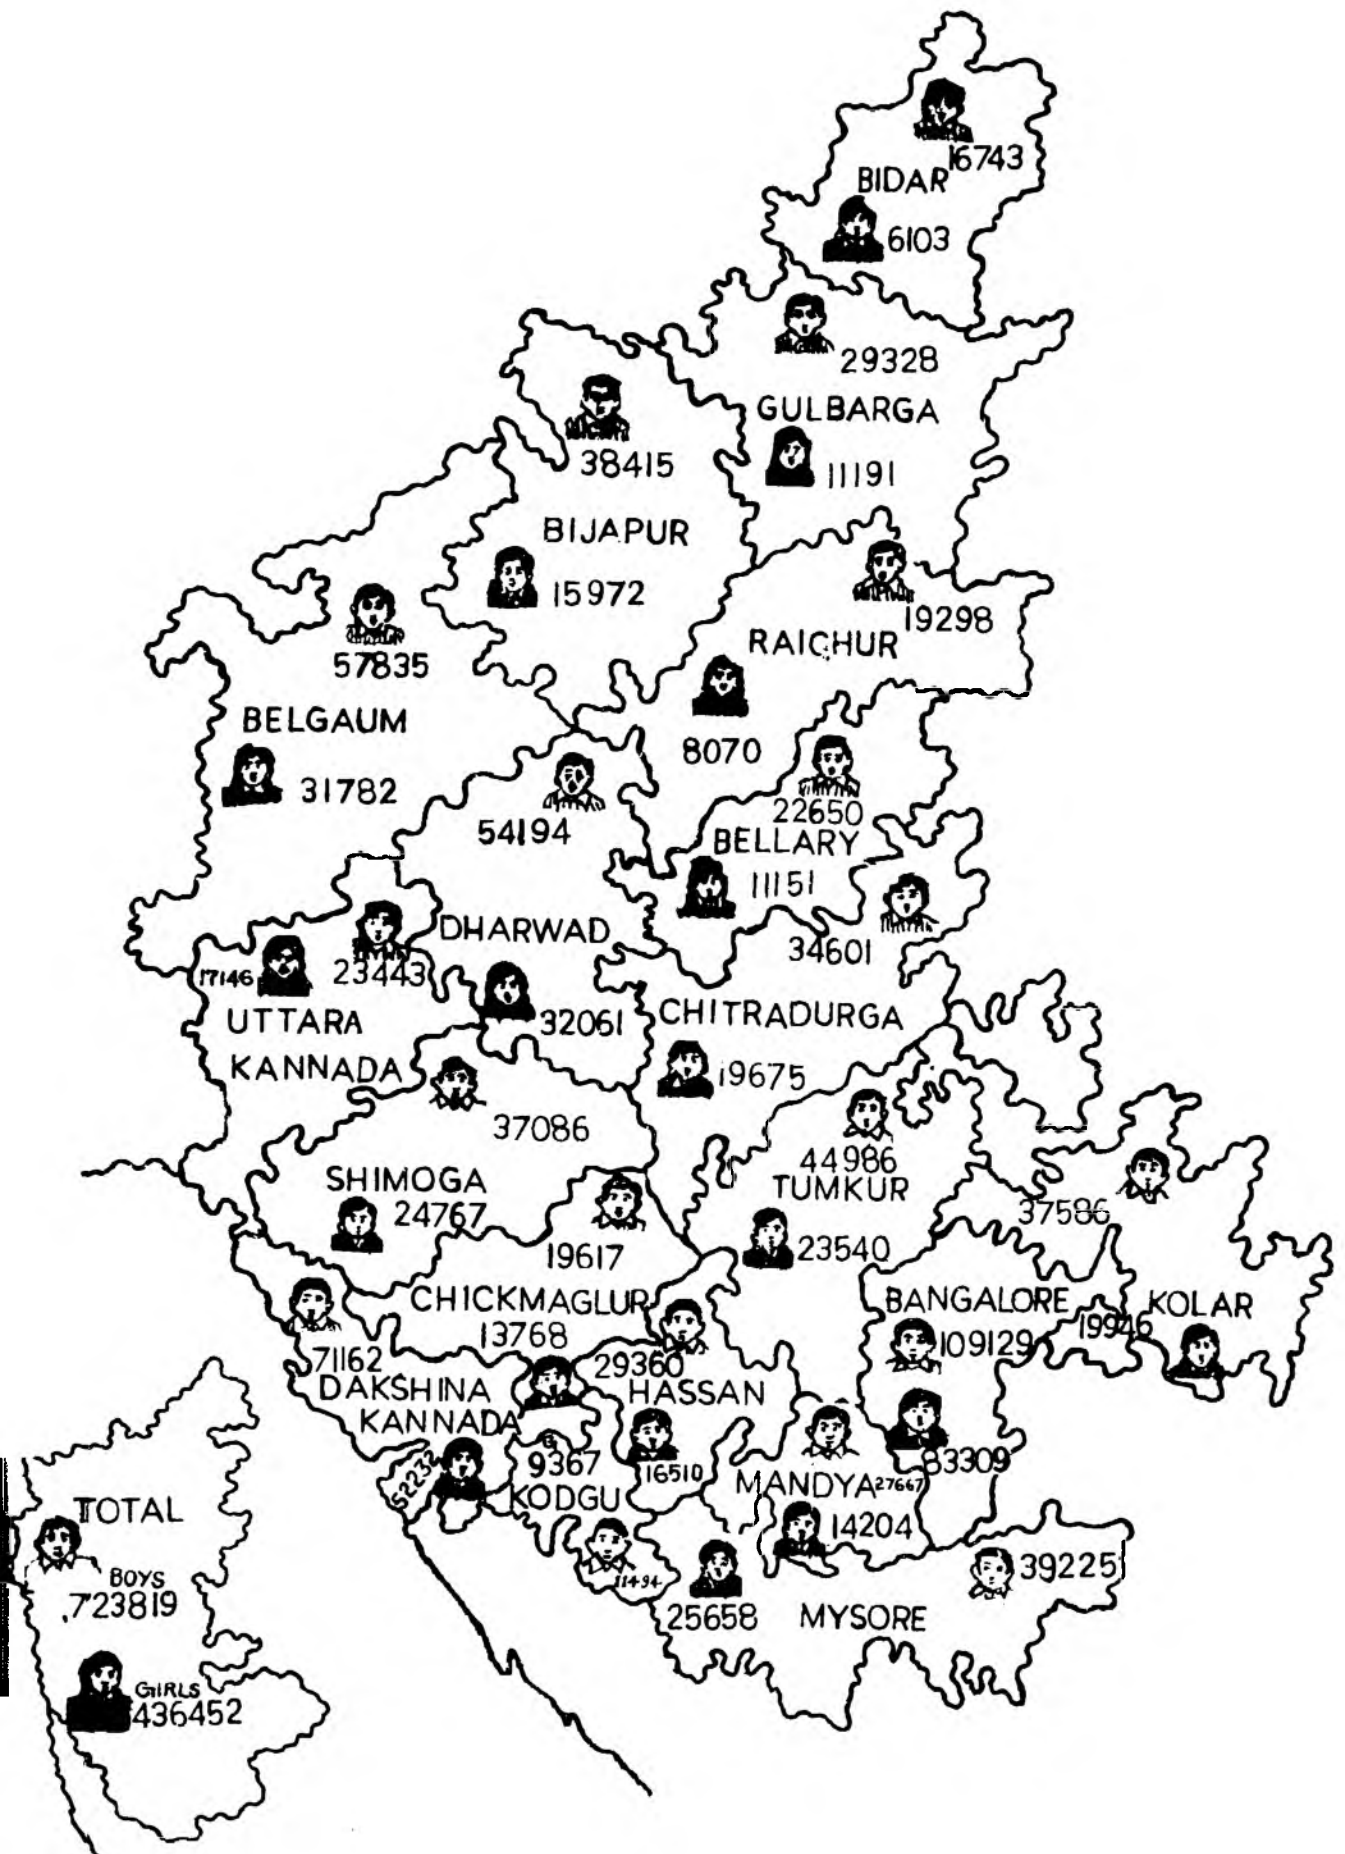 16743
BIDAR
6103
29328
GULBARGA
11191
38415
BIJAPUR
15972
19298
RAICHUR
8070
57835
BELGAUM
31782
54194
DHARWAD
32061
22650
BELLARY
11151
34601
CHITRADURGA
19675
17146
23443
UTTARA
KANNADA
37086
SHIMOGA
24767
44986
TUMKUR
23540
37586
KOLAR
19946
19617
CHICKMAGLUR
13768
BANGALORE
109129
83309
71162
DAKSHINA
KANNADA
52232
29360
HASSAN
16510
9367
KODGU
11494
MANDYA 27667
14204
39225
25658
MYSORE
TOTAL
BOYS
723819
GIRLS
436452